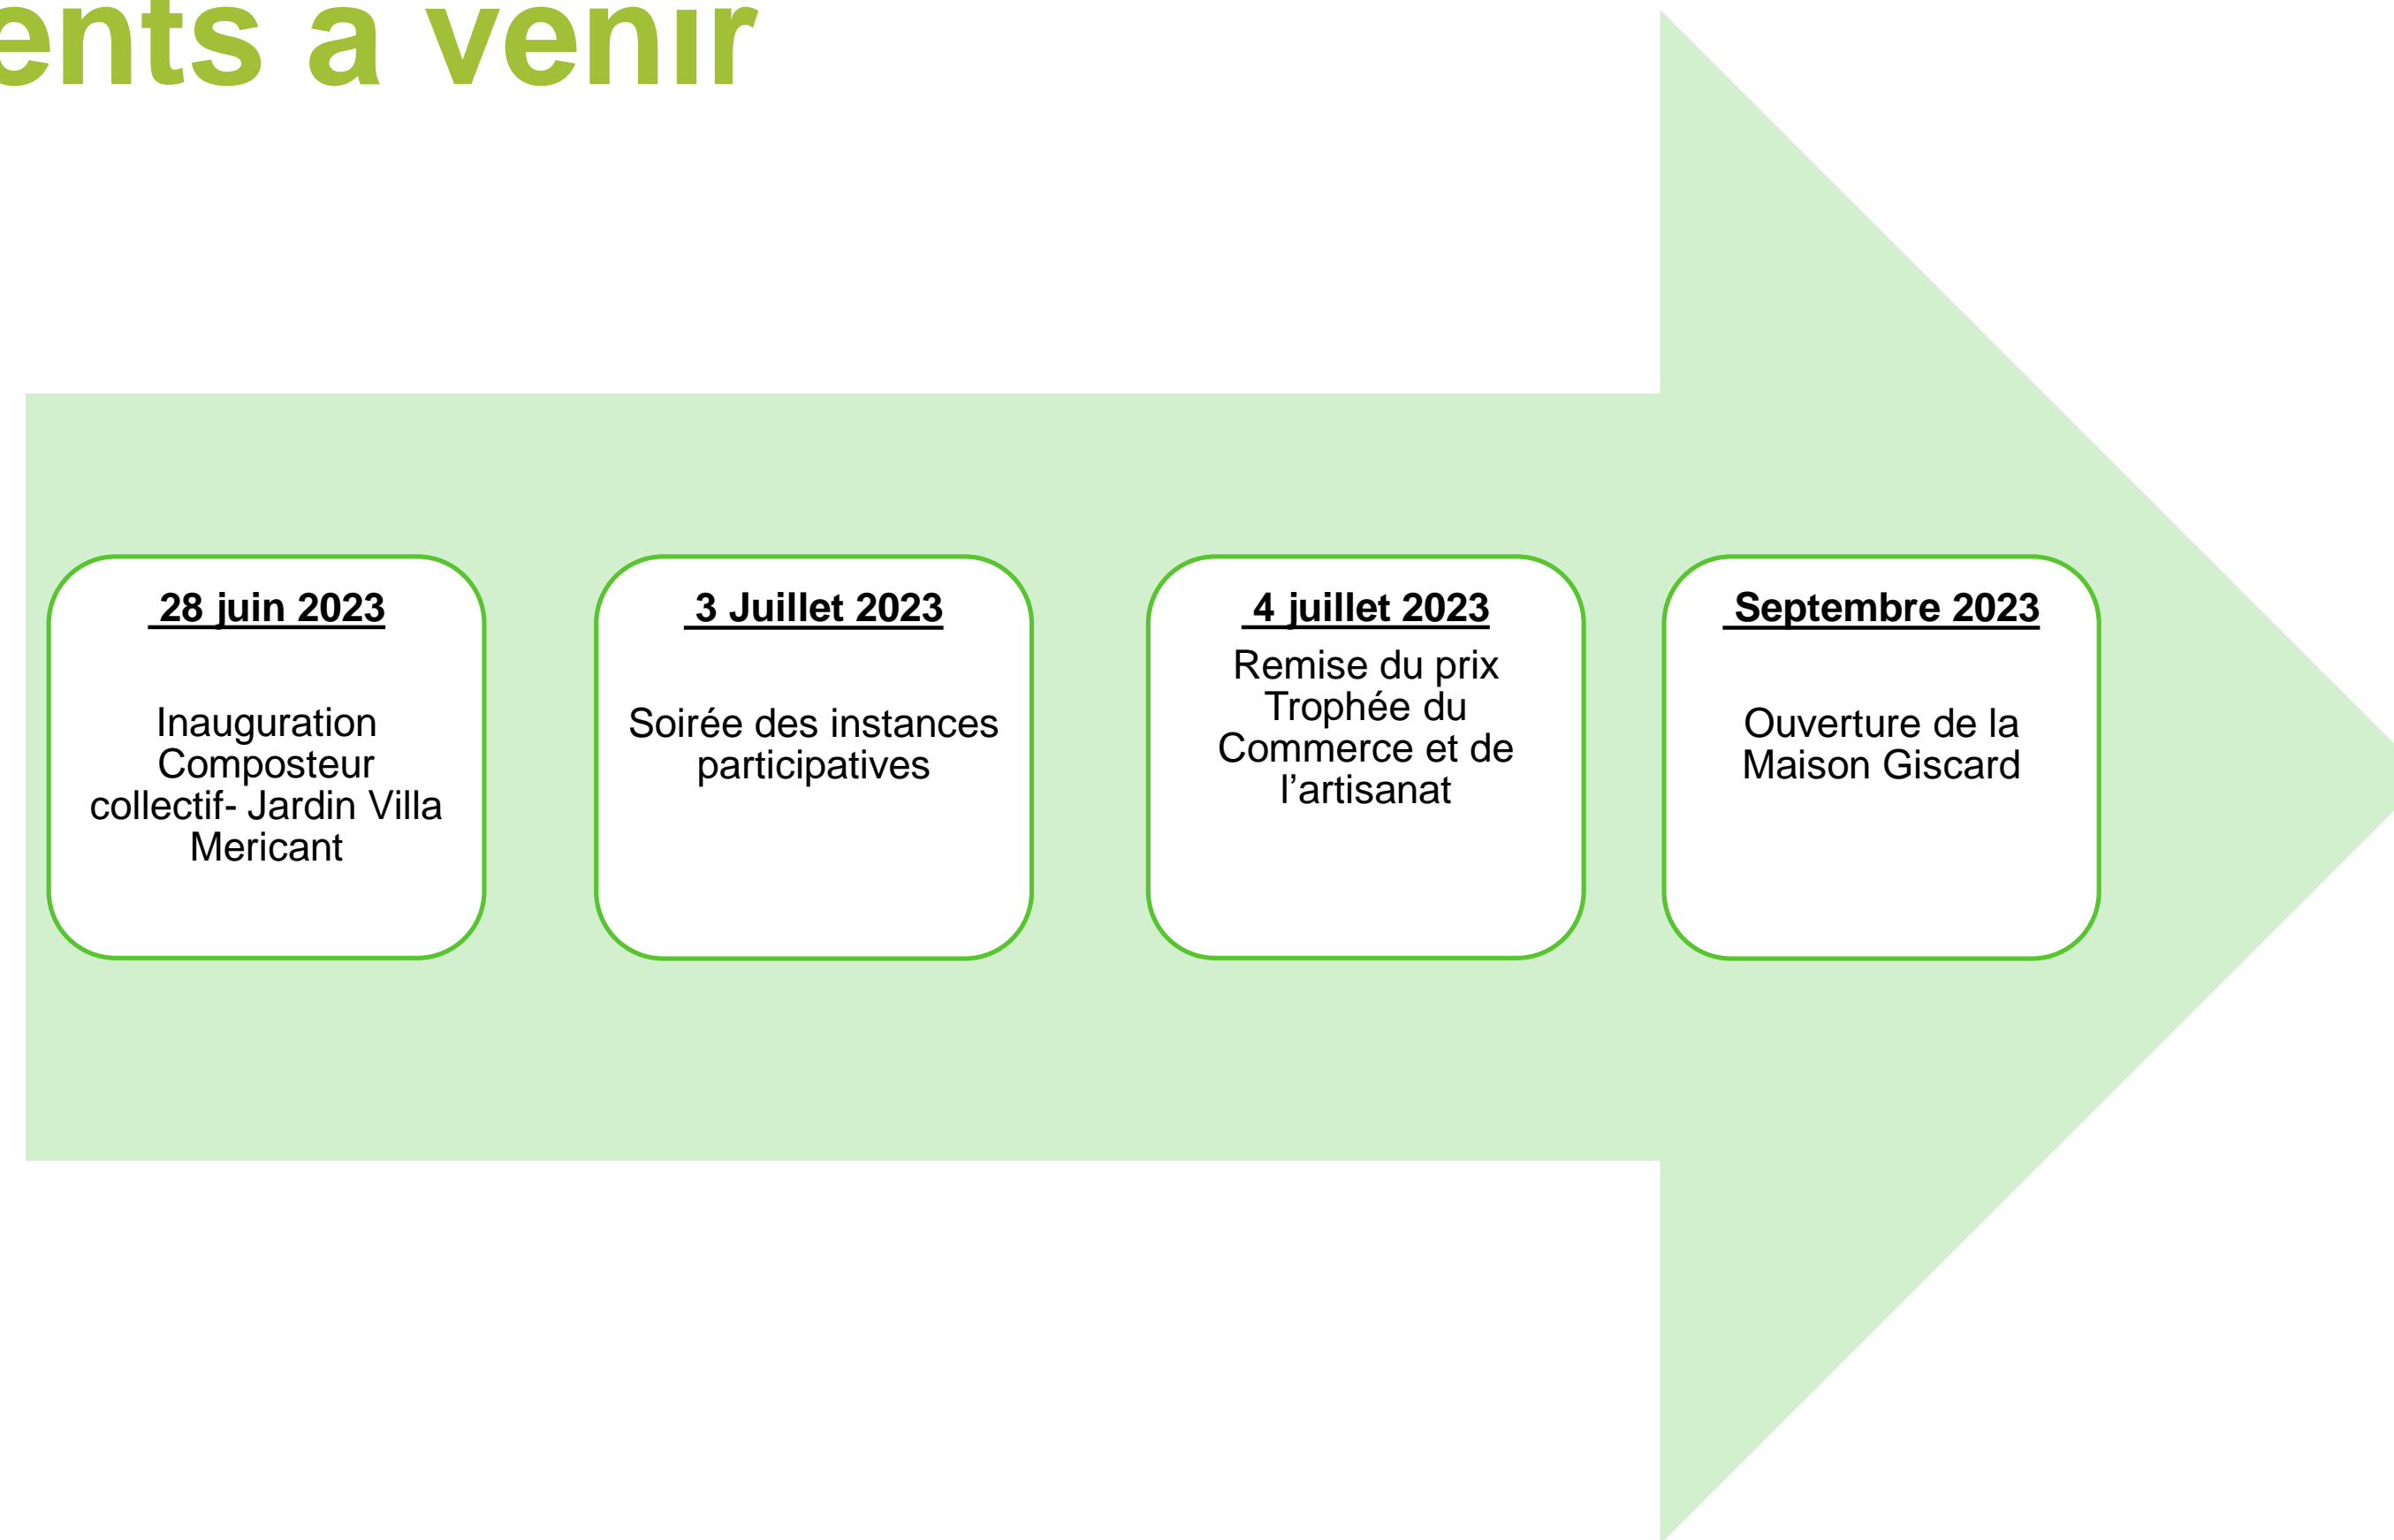 ents a venir
28 juin 2023
Inauguration
Composteur
collectif- Jardin Villa
Mericant
3 Juillet 2023
Soirée des instances
participatives
4 juillet 2023
Remise du prix
Trophée du
Commerce et de
l’artisanat
Septembre 2023
Ouverture de la
Maison Giscard